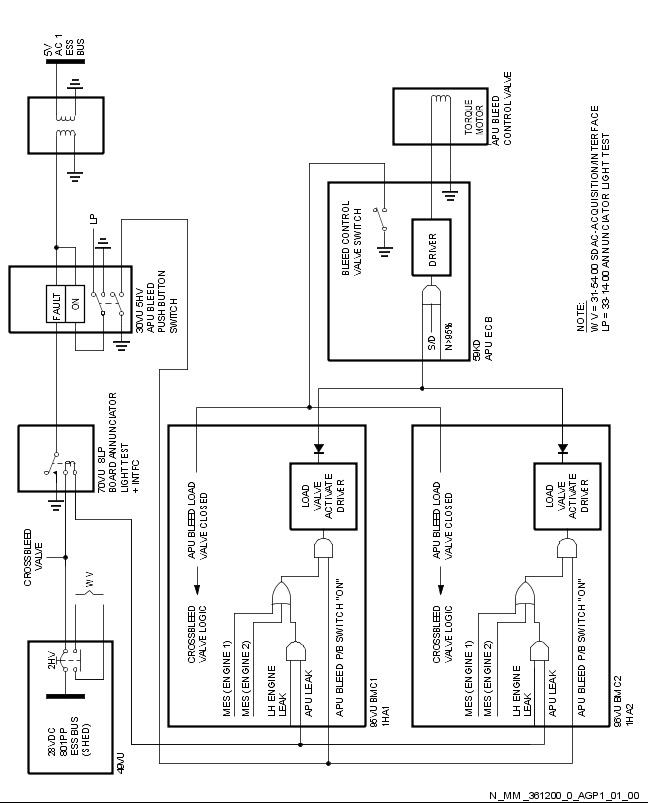 5V
AC 1
ESS
BUS
LP
FAULT
ON
30VU 5HV
APU BLEED
PUSH BUTTON
SWITCH
70VU 8LP
BOARD ANNUNCIATOR
LIGHT TEST
+ INTFC
CROSSBLEED
VALVE
W V
2HV
28VDC
801PP
ESS BUS
(SHED)
49VU
TORQUE
MOTOR
APU BLEED
CONTROL VALVE
BLEED CONTROL
VALVE SWITCH
DRIVER
S/D
N>95%
59KD
APU ECB
NOTE:
W V = 31-54-00 SDAC-ACQUISITION/INTERFACE
LP = 33-14-00 ANNUNCIATOR LIGHT TEST
APU BLEED LOAD
VALVE CLOSED
CROSSBLEED
VALVE LOGIC
LOAD
VALVE
ACTIVATE
DRIVER
MES (ENGINE 1)
MES (ENGINE 2)
LH ENGINE
LEAK
APU LEAK
APU BLEED P/B SWITCH "ON"
95VU BMC1
1HA1
APU BLEED LOAD
VALVE CLOSED
CROSSBLEED
VALVE LOGIC
LOAD
VALVE
ACTIVATE
DRIVER
MES (ENGINE 1)
MES (ENGINE 2)
LH ENGINE
LEAK
APU LEAK
APU BLEED P/B SWITCH "ON"
96VU BMC2
1HA2
N_MM_361200_0_AGP1_01_00